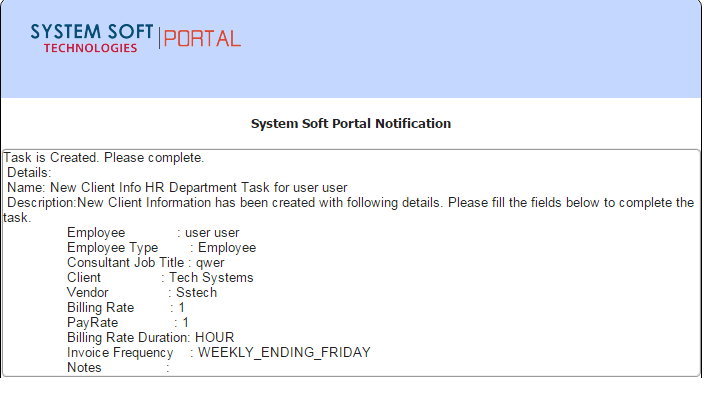 SYSTEM SOFT
TECHNOLOGIES
PORTAL
System Soft Portal Notification
Task is Created. Please complete.
Details:
Name: New Client Info HR Department Task for user user
Description:New Client Information has been created with following details. Please fill the fields below to complete the
task.
Employee : user user
Employee Type : Employee
Consultant Job Title : qwer
Client : Tech Systems
Vendor : Sstech
Billing Rate : 1
PayRate : 1
Billing Rate Duration: HOUR
Invoice Frequency : WEEKLY_ENDING_FRIDAY
Notes :